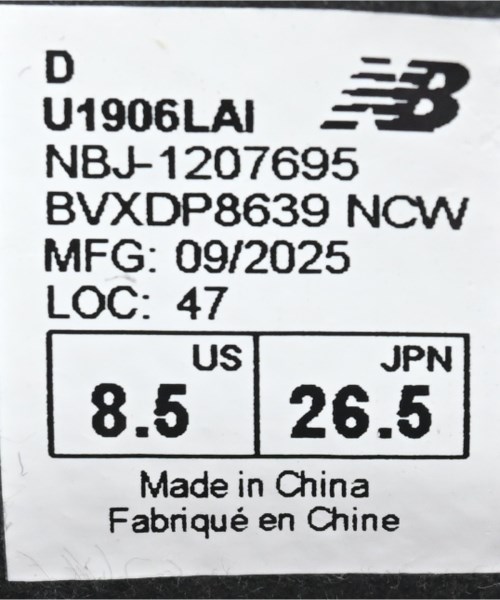 D
U1906LAI
NBJ-1207695
BVXDP8639 NCW
MFG: 09/2025
LOC: 47
US JPN
8.5 26.5
Made in China
Fabriqué en Chine